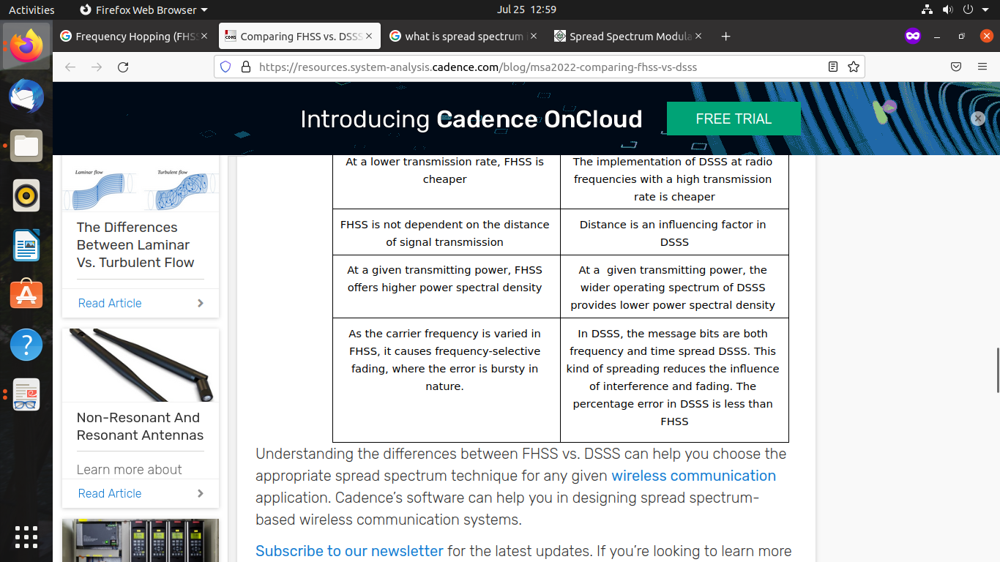 Activities
Firefox Web Browser
Jul 25 12:59
Frequency Hopping (FHSS
CDHS
Comparing FHSS vs. DSSS
what is spread spectrum
Spread Spectrum Modula
https://resources.system-analysis.cadence.com/blog/msa2022-comparing-fhss-vs-dsss
Introducing Cadence OnCloud
FREE TRIAL
Laminar flow
Turbulent flow
The Differences
Between Laminar
Vs. Turbulent Flow
Read Article
Non-Resonant And
Resonant Antennas
Learn more about
Read Article
At a lower transmission rate, FHSS is
cheaper
The implementation of DSSS at radio
frequencies with a high transmission
rate is cheaper
FHSS is not dependent on the distance
of signal transmission
Distance is an influencing factor in
DSSS
At a given transmitting power, FHSS
offers higher power spectral density
At a given transmitting power, the
wider operating spectrum of DSSS
provides lower power spectral density
As the carrier frequency is varied in
FHSS, it causes frequency-selective
fading, where the error is bursty in
nature.
In DSSS, the message bits are both
frequency and time spread DSSS. This
kind of spreading reduces the influence
of interference and fading. The
percentage error in DSSS is less than
FHSS
Understanding the differences between FHSS vs. DSSS can help you choose the
appropriate spread spectrum technique for any given wireless communication
application. Cadence’s software can help you in designing spread spectrum-
based wireless communication systems.
Subscribe to our newsletter for the latest updates. If you’re looking to learn more